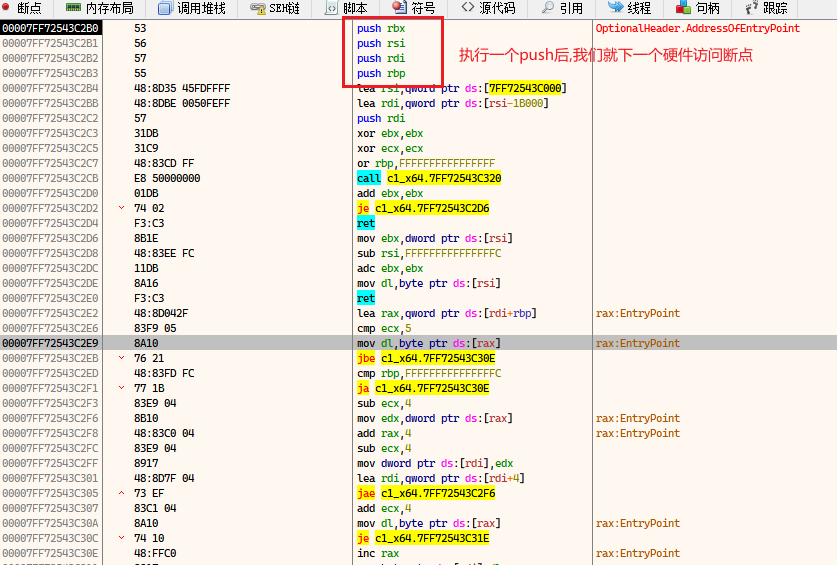 断点 内存布局 调用堆栈 SEH链 脚本 符号 源代码 引用 线程 句柄 跟踪
00007FF72543C2B0 53 push rbx OptionalHeader.AddressOfEntryPoint
00007FF72543C2B1 56 push rsi
执行一个push后,我们就下一个硬件访问断点
00007FF72543C2B2 57 push rdi
00007FF72543C2B3 55 push rbp
00007FF72543C2B4 48:8D35 45FDFFFF lea rsi,qword ptr ds:[7FF72543C000]
00007FF72543C2BB 48:8DBE 0050FEFF lea rdi,qword ptr ds:[rsi-1B000]
00007FF72543C2C2 57 push rdi
00007FF72543C2C3 31DB xor ebx,ebx
00007FF72543C2C5 31C9 xor ecx,ecx
00007FF72543C2C7 48:83CD FF or rbp,FFFFFFFFFFFFFFFF
00007FF72543C2CB E8 50000000 call c1_x64.7FF72543C320
00007FF72543C2D0 01DB add ebx,ebx
00007FF72543C2D2 74 02 je c1_x64.7FF72543C2D6
00007FF72543C2D4 F3:C3 ret
00007FF72543C2D6 8B1E mov ebx,dword ptr ds:[rsi]
00007FF72543C2D8 48:83EE FC sub rsi,FFFFFFFFFFFFFFFC
00007FF72543C2DC 11DB adc ebx,ebx
00007FF72543C2DE 8A16 mov dl,byte ptr ds:[rsi]
00007FF72543C2E0 F3:C3 ret
00007FF72543C2E2 48:8D042F lea rax,qword ptr ds:[rdi+rbp] rax:EntryPoint
00007FF72543C2E6 83F9 05 cmp ecx,5
00007FF72543C2E9 8A10 mov dl,byte ptr ds:[rax] rax:EntryPoint
00007FF72543C2EB 76 21 jbe c1_x64.7FF72543C30E
00007FF72543C2ED 48:83FD FC cmp rbp,FFFFFFFFFFFFFFFC
00007FF72543C2F1 77 1B ja c1_x64.7FF72543C30E
00007FF72543C2F3 83E9 04 sub ecx,4
00007FF72543C2F6 8B10 mov edx,dword ptr ds:[rax] rax:EntryPoint
00007FF72543C2F8 48:83C0 04 add rax,4 rax:EntryPoint
00007FF72543C2FC 83E9 04 sub ecx,4
00007FF72543C2FF 8917 mov dword ptr ds:[rdi],edx
00007FF72543C301 48:8D7F 04 lea rdi,qword ptr ds:[rdi+4]
00007FF72543C305 73 EF jae c1_x64.7FF72543C2F6
00007FF72543C307 83C1 04 add ecx,4
00007FF72543C30A 8A10 mov dl,byte ptr ds:[rax] rax:EntryPoint
00007FF72543C30C 74 10 je c1_x64.7FF72543C31E
00007FF72543C30E 48:FFC0 inc rax rax:EntryPoint